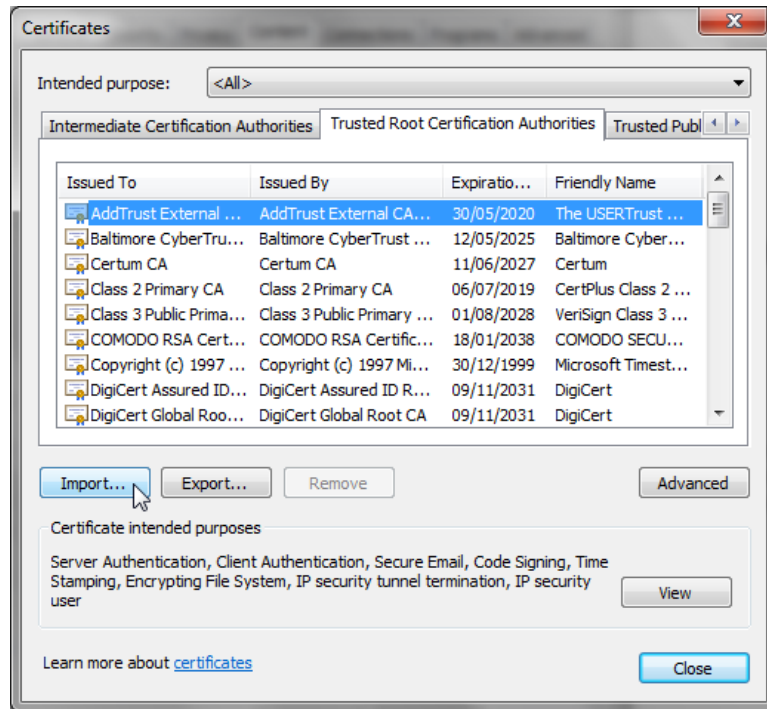 Certificates
Intended purpose: <All>
Intermediate Certification Authorities Trusted Root Certification Authorities Trusted Publ
Issued To Issued By Expiratio... Friendly Name
AddTrust External ... AddTrust External CA... 30/05/2020 The USERTrust ...
Baltimore CyberTru... Baltimore CyberTrust ... 12/05/2025 Baltimore Cyber...
Certum CA Certum CA 11/06/2027 Certum
Class 2 Primary CA Class 2 Primary CA 06/07/2019 CertPlus Class 2 ...
Class 3 Public Prima... Class 3 Public Primary ... 01/08/2028 VeriSign Class 3 ...
COMODO RSA Cert... COMODO RSA Certific... 18/01/2038 COMODO SECU...
Copyright (c) 1997 ... Copyright (c) 1997 Mi... 30/12/1999 Microsoft Timest...
DigiCert Assured ID... DigiCert Assured ID R... 09/11/2031 DigiCert
DigiCert Global Roo... DigiCert Global Root CA 09/11/2031 DigiCert
Import... Export... Remove Advanced
Certificate intended purposes
Server Authentication, Client Authentication, Secure Email, Code Signing, Time
Stamping, Encrypting File System, IP security tunnel termination, IP security
user
View
Learn more about certificates
Close